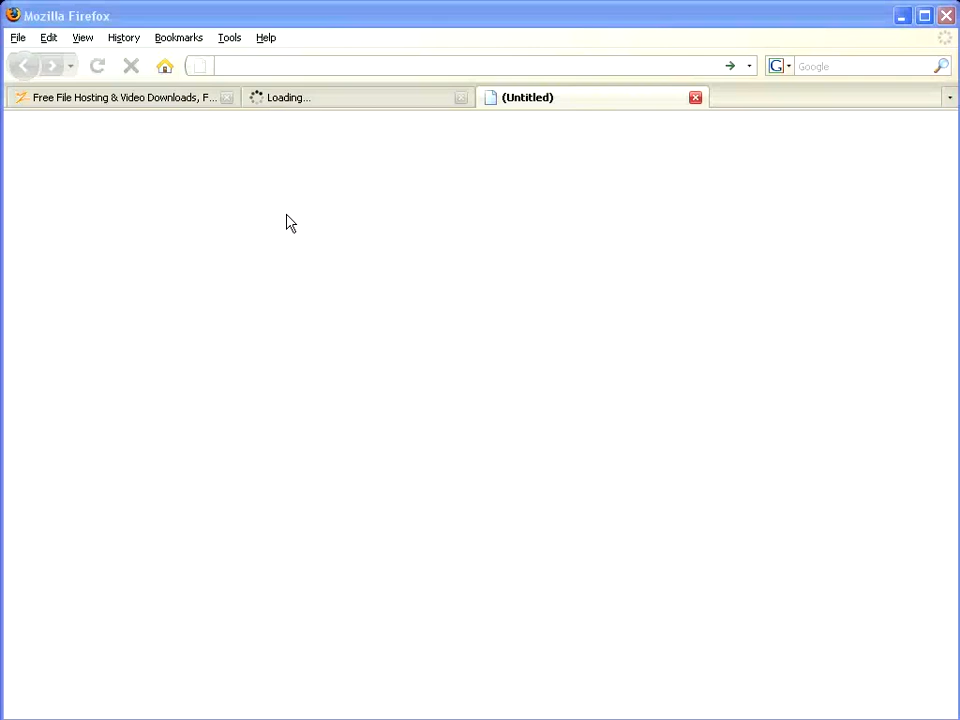 Mozilla Firefox
File Edit View History Bookmarks Tools Help
G Google
Free File Hosting & Video Downloads, F... Loading... (Untitled)